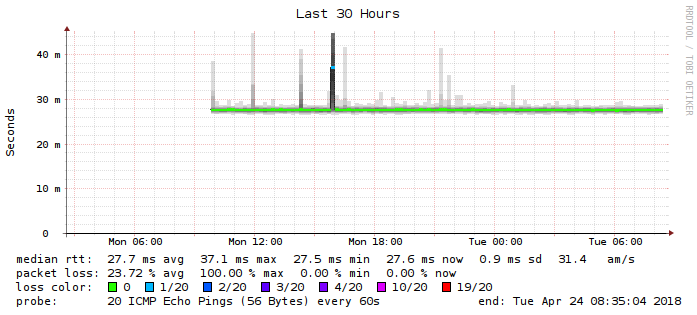 Last 30 Hours
RRDTOOL / TOBI OETIKER
Seconds
40 m
30 m
20 m
10 m
0
Mon 06:00 Mon 12:00 Mon 18:00 Tue 00:00 Tue 06:00
median rtt: 27.7 ms avg 37.1 ms max 27.5 ms min 27.6 ms now 0.9 ms sd 31.4 am/s
packet loss: 23.72 % avg 100.00 % max 0.00 % min 0.00 % now
loss color: 0 1/20 2/20 3/20 4/20 10/20 19/20
probe: 20 ICMP Echo Pings (56 Bytes) every 60s end: Tue Apr 24 08:35:04 2018